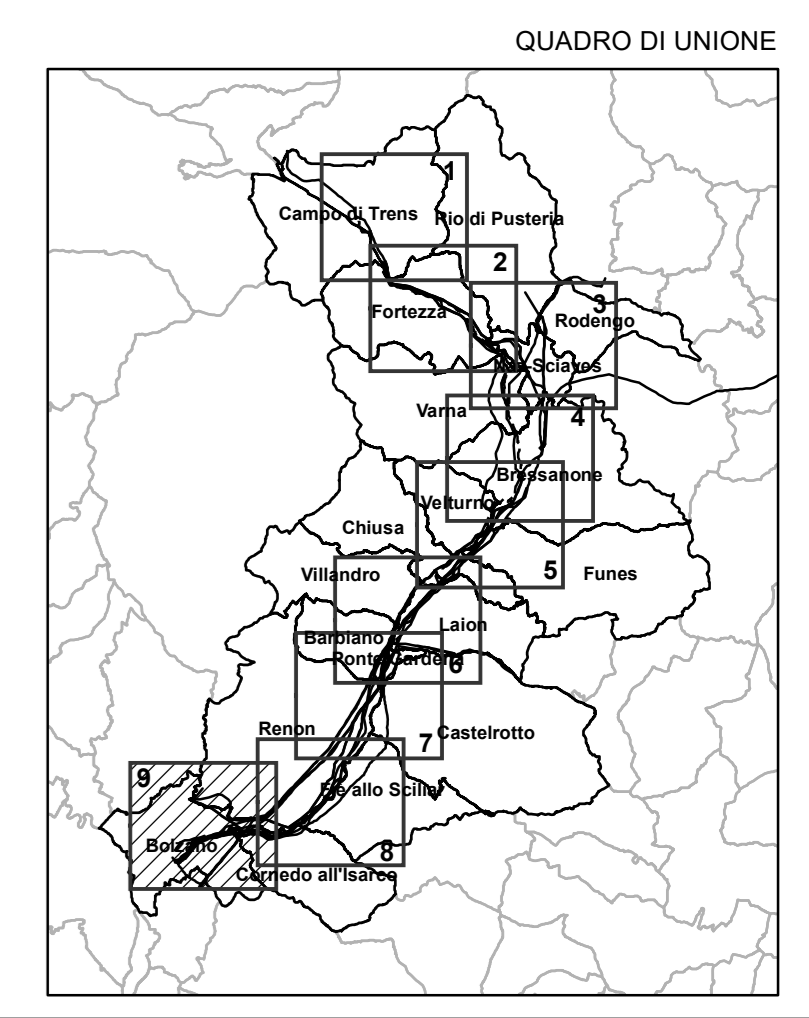 QUADRO DI UNIONE
1
Campo di Trens
Rio di Pusteria
2
3
Fortezza
Rodengo
Naz-Sciaves
Varna
4
Bressanone
Velturno
Chiusa
5
Villandro
Funes
Laion
Barbiano
Ponte Gardena
6
Renon
7
Castelrotto
9
Fie allo Sciliar
Bolzano
8
Cornedo all'Isarco